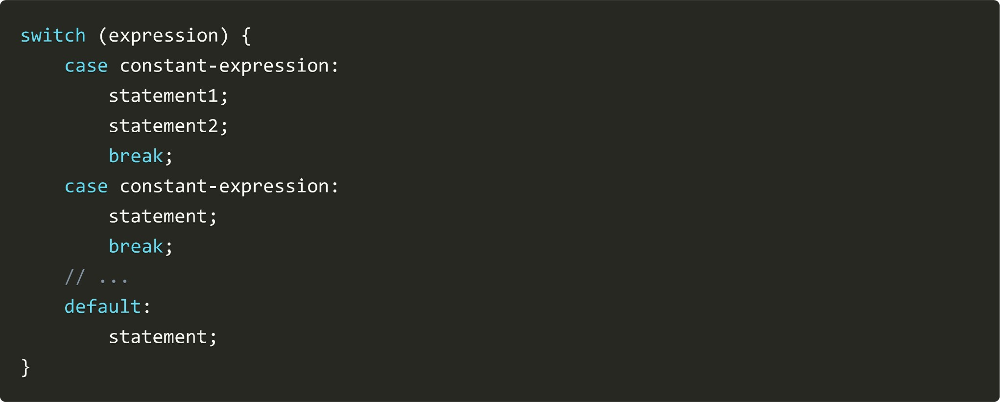 switch (expression) {
    case constant-expression:
        statement1;
        statement2;
        break;
    case constant-expression:
        statement;
        break;
    // ...
    default:
        statement;
}